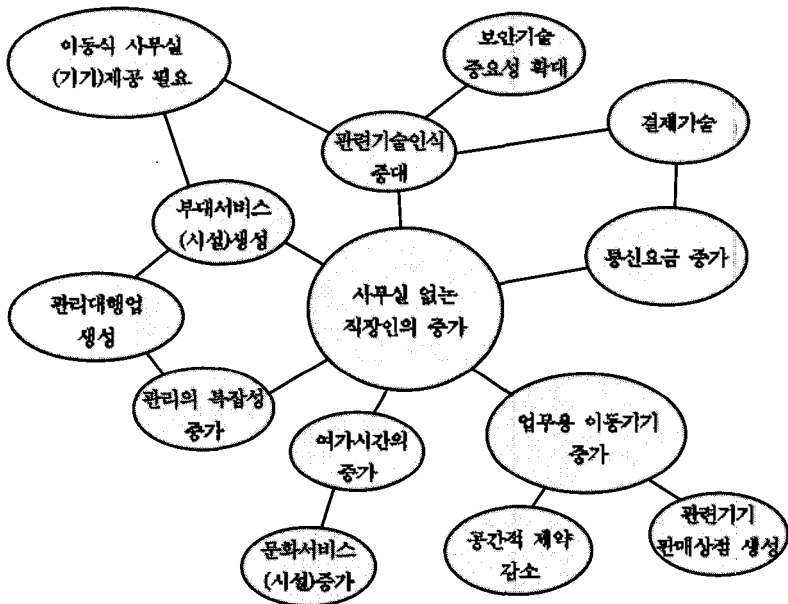 이동식 사무실
(기기)제공 필요
보안기술
중요성 확대
결제기술
관련기술인식
증대
부대서비스
(시설)생성
통신요금 증가
사무실 없는
직장인의 증가
관리대행업
생성
관리의 복잡성
증가
여가시간의
증가
업무용 이동기기
증가
문화서비스
(시설)증가
공간적 제약
감소
관련기기
판매상점 생성